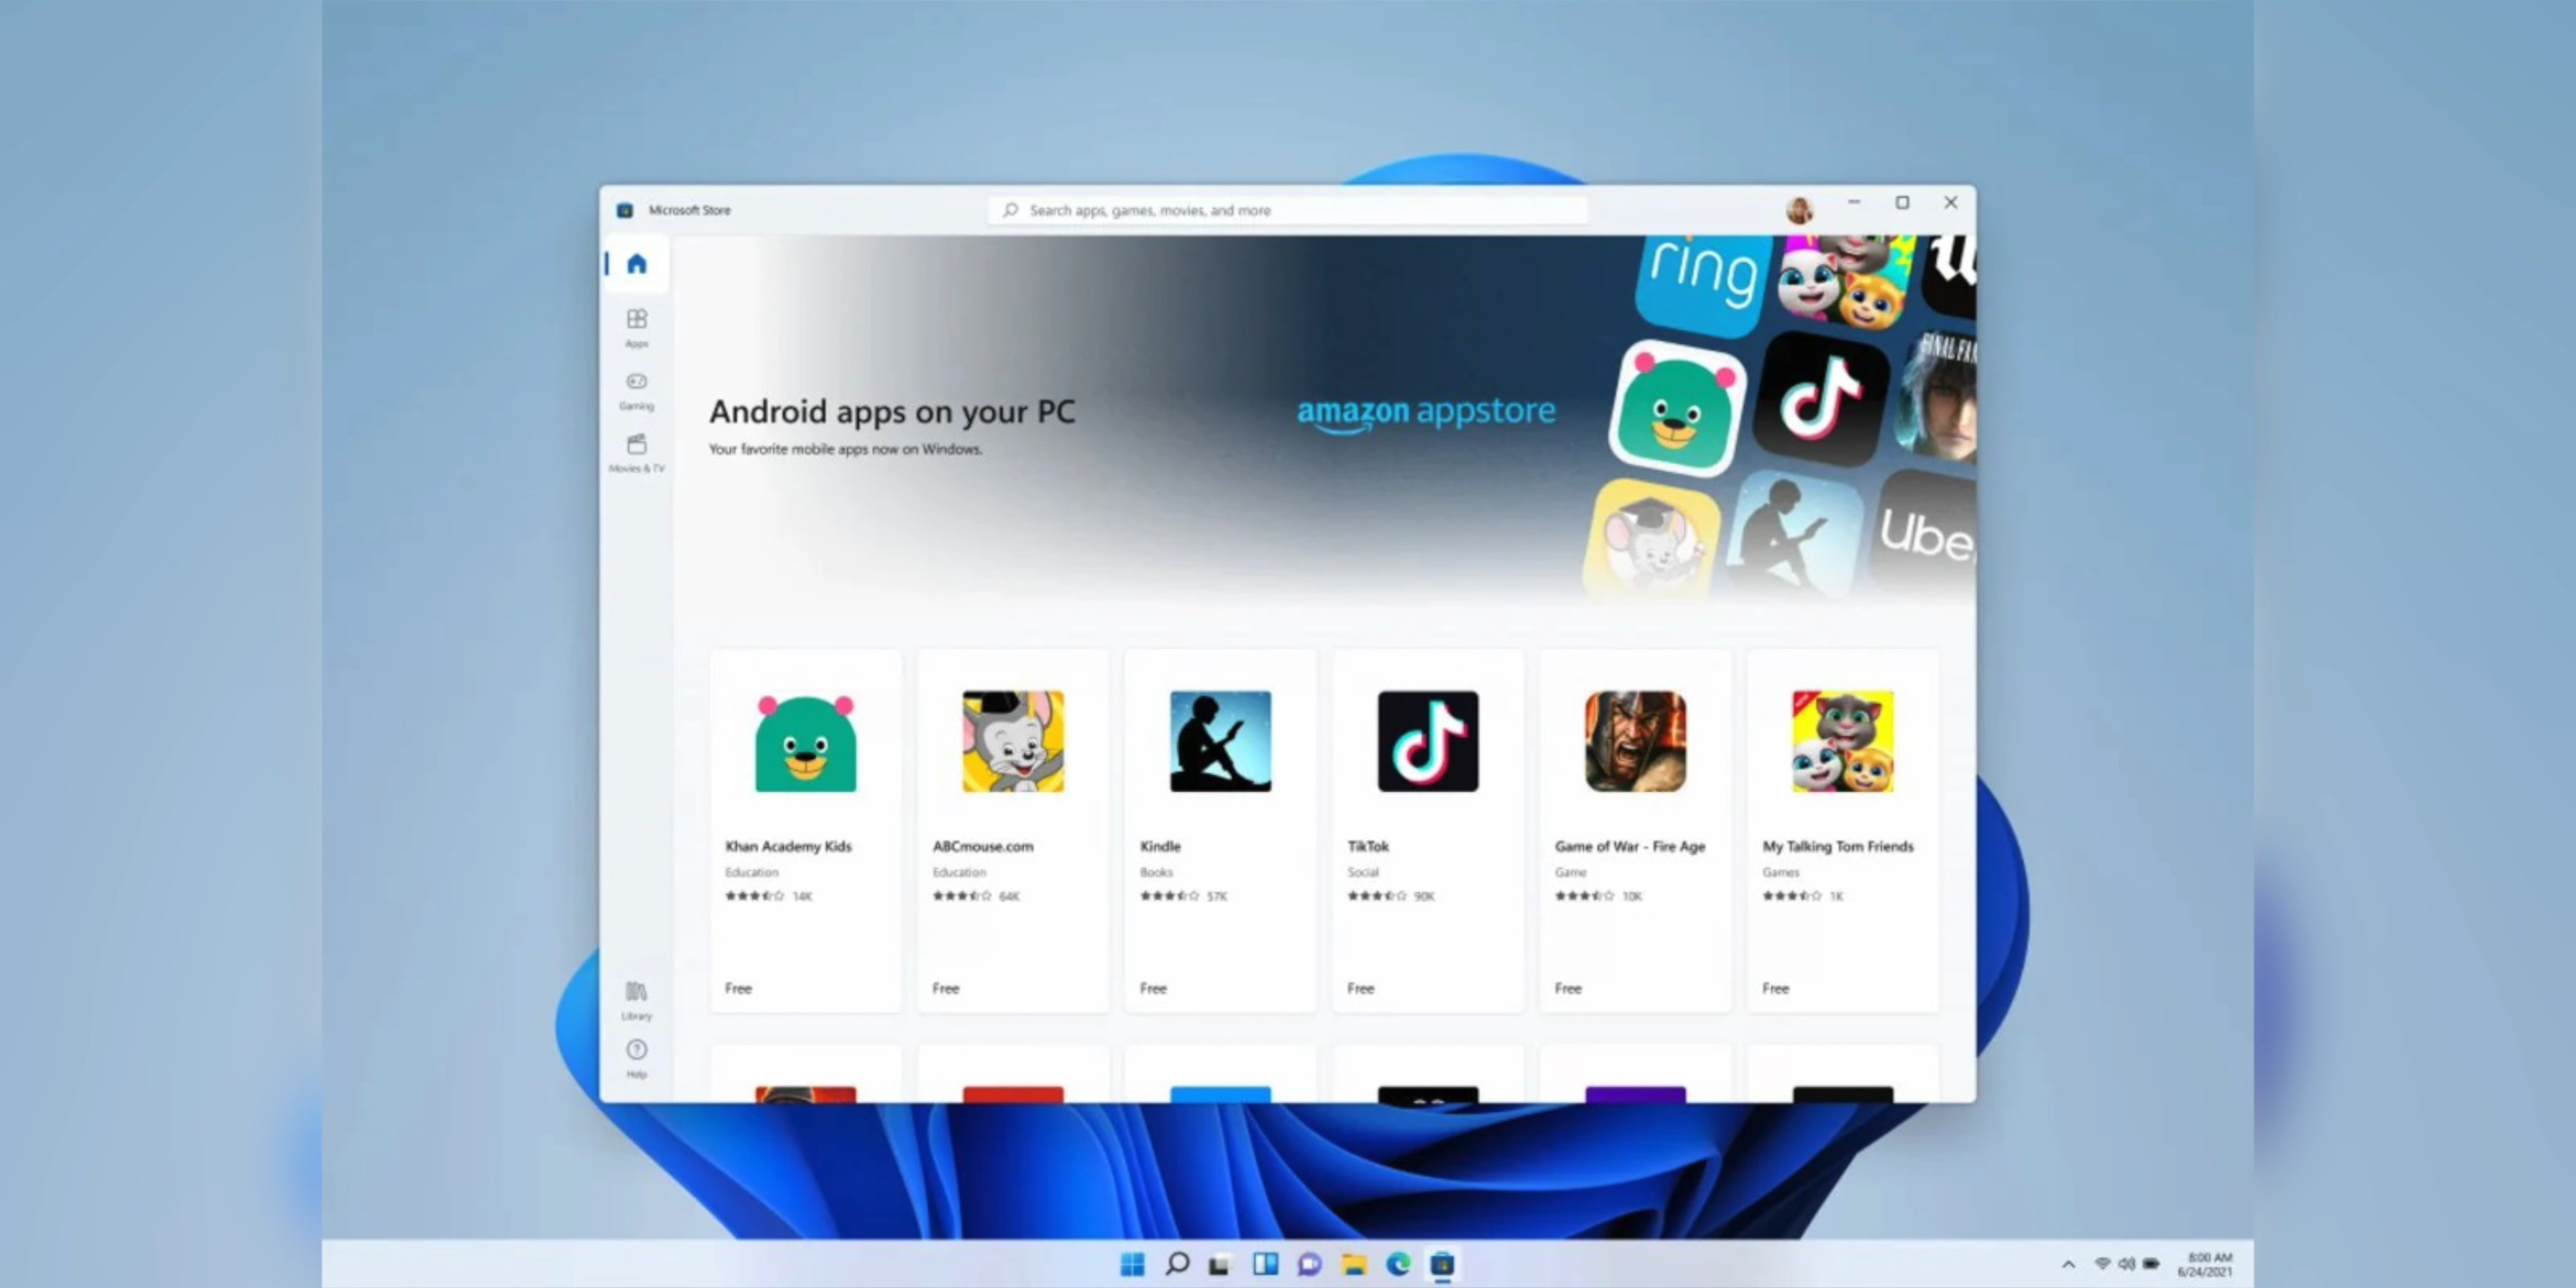 Microsoft Store
Search apps, games, movies, and more
Apps
Gaming
Movies & TV
Library
Help
Android apps on your PC
Your favorite mobile apps now on Windows.
amazon appstore
ring
FINAL FAN
Ube
Khan Academy Kids
Education
14K
Free
ABCmouse.com
Education
64K
Free
Kindle
Books
57K
Free
TikTok
Social
90K
Free
Game of War - Fire Age
Game
10K
Free
My Talking Tom Friends
Games
1K
Free
8:00 AM
6/24/2021